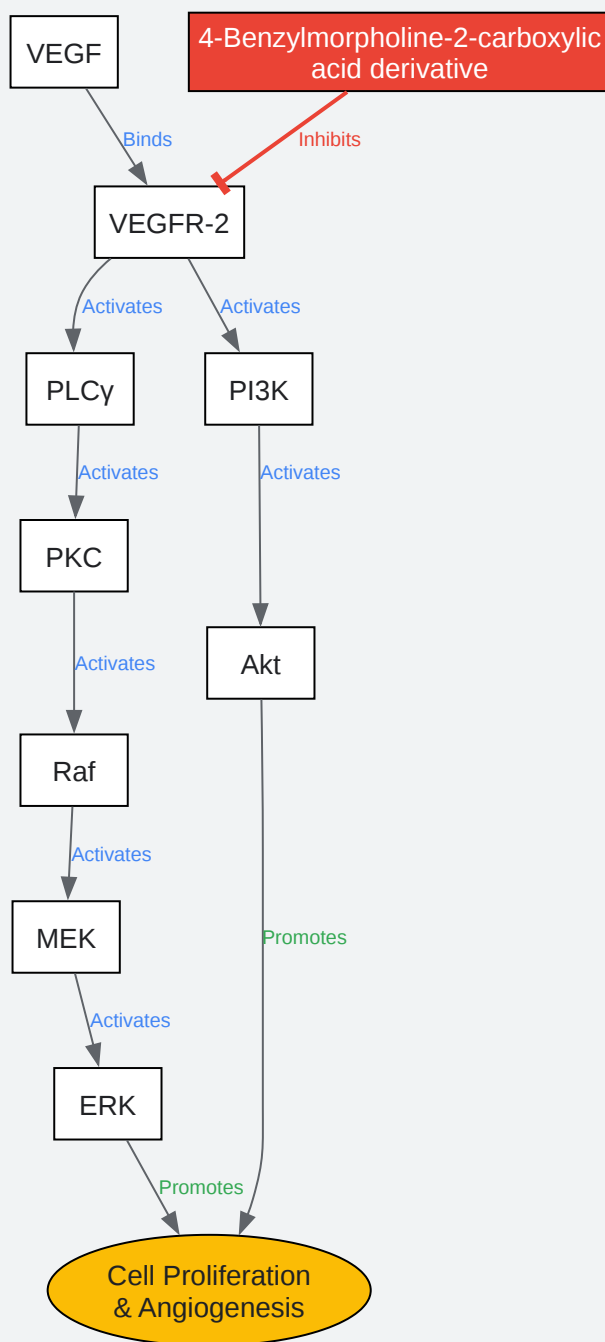 VEGF
4-Benzylmorpholine-2-carboxylic
acid derivative
Binds
Inhibits
VEGFR-2
Activates
Activates
PLCγ
PI3K
Activates
Activates
PKC
Akt
Activates
Raf
Activates
MEK
Promotes
Activates
ERK
Promotes
Cell Proliferation
& Angiogenesis